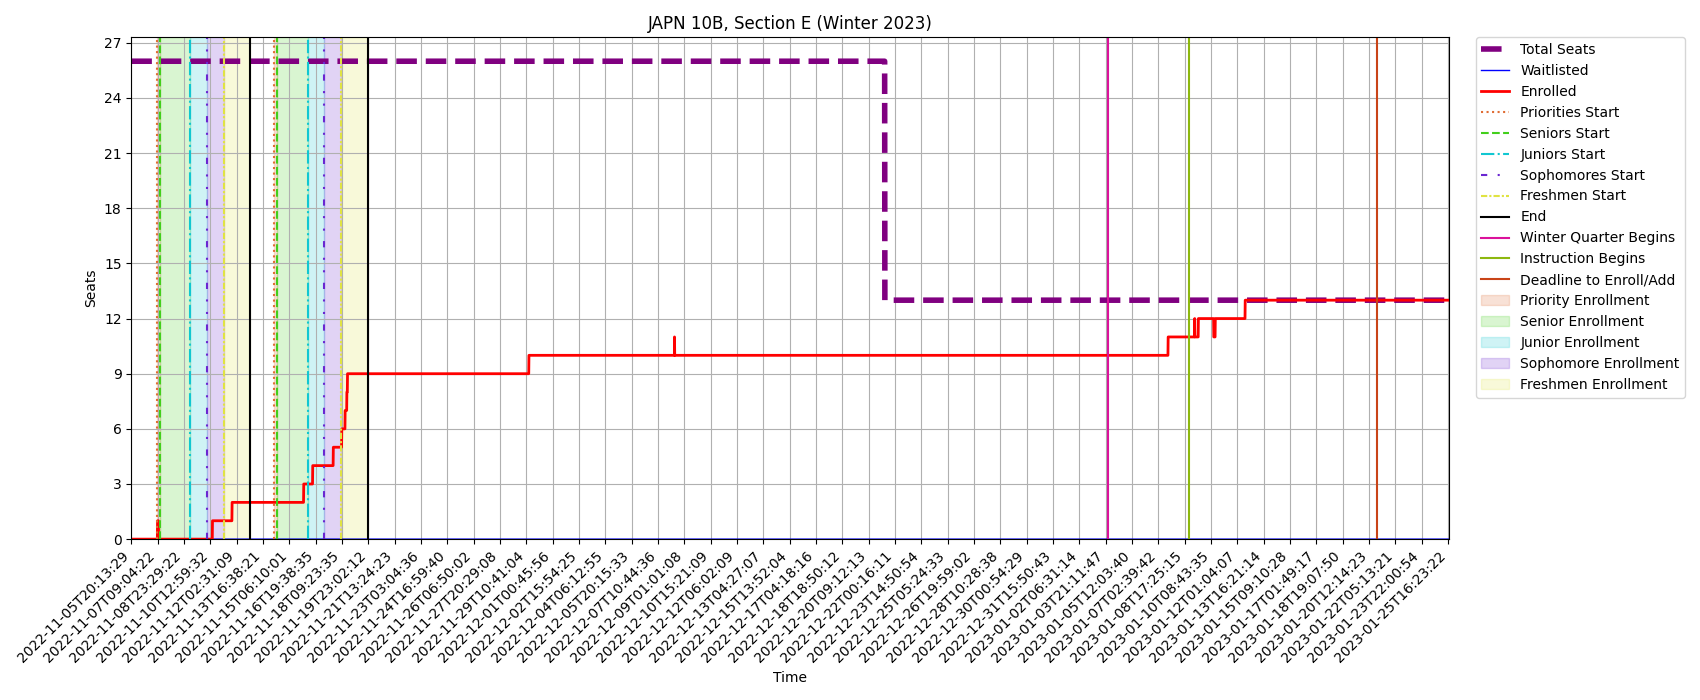 JAPN 10B, Section E (Winter 2023)
27
24
21
18
15
12
9
6
3
0
Seats
2022-11-05T20:13:29
2022-11-07T09:04:22
2022-11-08T23:29:22
2022-11-10T12:59:32
2022-11-12T02:31:09
2022-11-13T16:38:21
2022-11-15T06:10:01
2022-11-16T19:38:35
2022-11-18T09:23:35
2022-11-19T23:02:12
2022-11-21T13:24:23
2022-11-23T03:04:36
2022-11-24T16:59:40
2022-11-26T06:50:02
2022-11-27T20:29:08
2022-11-29T10:41:04
2022-12-01T00:45:56
2022-12-02T15:54:25
2022-12-04T06:12:55
2022-12-05T20:15:33
2022-12-07T10:44:36
2022-12-09T01:01:08
2022-12-10T15:21:09
2022-12-12T06:02:09
2022-12-13T04:27:07
2022-12-15T13:52:04
2022-12-17T04:18:16
2022-12-18T18:50:12
2022-12-20T09:12:13
2022-12-22T00:16:11
2022-12-23T14:50:54
2022-12-25T05:24:33
2022-12-26T19:59:02
2022-12-28T10:28:38
2022-12-30T00:54:29
2022-12-31T15:50:43
2023-01-02T06:31:14
2023-01-03T21:11:47
2023-01-05T12:03:40
2023-01-07T02:39:42
2023-01-08T17:25:15
2023-01-10T08:43:35
2023-01-12T01:04:07
2023-01-13T16:21:14
2023-01-15T09:10:28
2023-01-17T01:49:17
2023-01-18T19:07:50
2023-01-20T12:14:23
2023-01-22T05:13:21
2023-01-23T22:00:54
2023-01-25T16:23:22
Time
Total Seats
Waitlisted
Enrolled
Priorities Start
Seniors Start
Juniors Start
Sophomores Start
Freshmen Start
End
Winter Quarter Begins
Instruction Begins
Deadline to Enroll/Add
Priority Enrollment
Senior Enrollment
Junior Enrollment
Sophomore Enrollment
Freshmen Enrollment